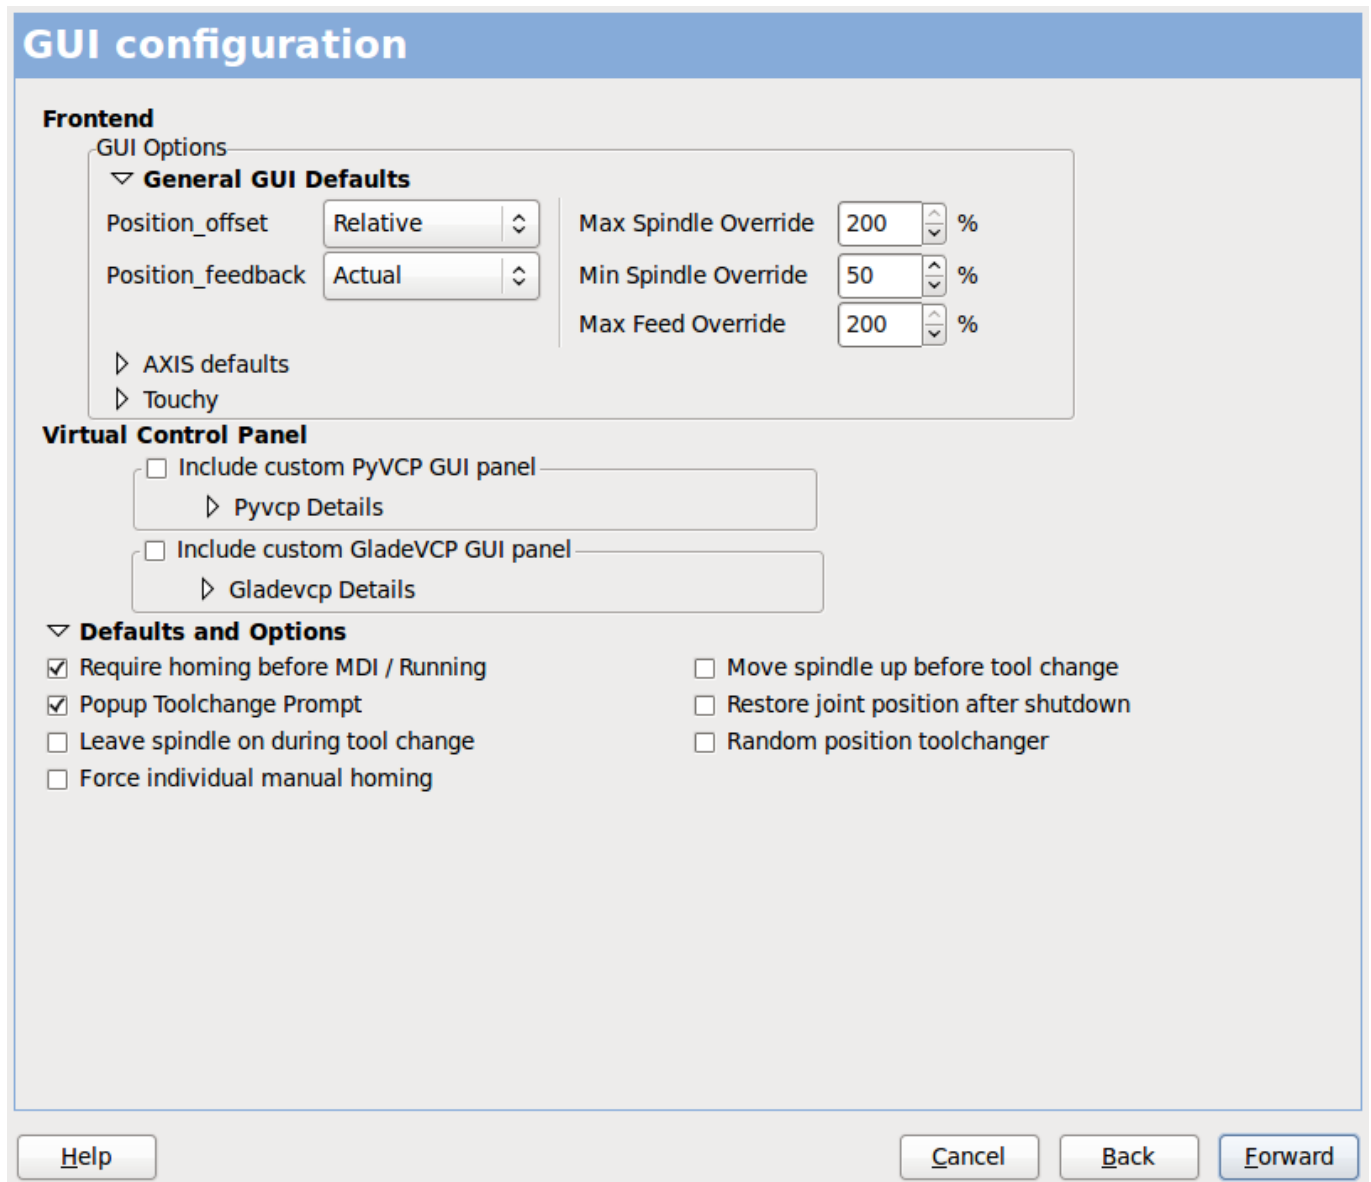 GUI configuration
Frontend
GUI Options
General GUI Defaults
Position_offset Relative Max Spindle Override 200 %
Position_feedback Actual Min Spindle Override 50 %
Max Feed Override 200 %
AXIS defaults
Touchy
Virtual Control Panel
Include custom PyVCP GUI panel
Pyvcp Details
Include custom GladeVCP GUI panel
Gladevcp Details
Defaults and Options
Require homing before MDI / Running Move spindle up before tool change
Popup Toolchange Prompt Restore joint position after shutdown
Leave spindle on during tool change Random position toolchanger
Force individual manual homing
Help Cancel Back Forward